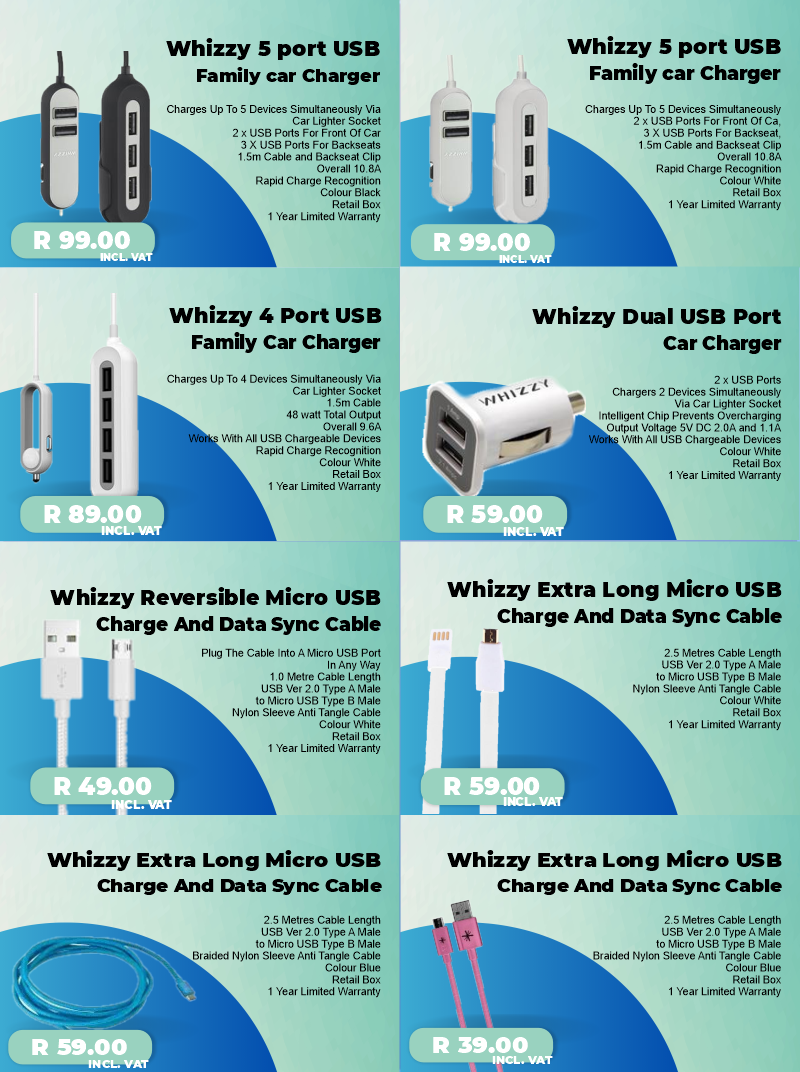 Whizzy 5 port USB
Family car Charger
Charges Up To 5 Devices Simultaneously Via
Car Lighter Socket
2 x USB Ports For Front Of Car
3 X USB Ports For Backseats
1.5m Cable and Backseat Clip
Overall 10.8A
Rapid Charge Recognition
Colour Black
Retail Box
1 Year Limited Warranty
R 99.00
INCL. VAT
Whizzy 5 port USB
Family car Charger
Charges Up To 5 Devices Simultaneously
2 x USB Ports For Front Of Ca,
3 X USB Ports For Backseat,
1.5m Cable and Backseat Clip
Overall 10.8A
Rapid Charge Recognition
Colour White
Retail Box
1 Year Limited Warranty
R 99.00
INCL. VAT
Whizzy 4 Port USB
Family Car Charger
Charges Up To 4 Devices Simultaneously Via
Car Lighter Socket
1.5m Cable
48 watt Total Output
Overall 9.6A
Works With All USB Chargeable Devices
Rapid Charge Recognition
Colour White
Retail Box
1 Year Limited Warranty
R 89.00
INCL. VAT
Whizzy Dual USB Port
Car Charger
WHIZZY
2 x USB Ports
Chargers 2 Devices Simultaneously
Via Car Lighter Socket
Intelligent Chip Prevents Overcharging
Output Voltage 5V DC 2.0A and 1.1A
Works With All USB Chargeable Devices
Colour White
Retail Box
1 Year Limited Warranty
R 59.00
INCL. VAT
Whizzy Reversible Micro USB
Charge And Data Sync Cable
Plug The Cable Into A Micro USB Port
In Any Way
1.0 Metre Cable Length
USB Ver 2.0 Type A Male
to Micro USB Type B Male
Nylon Sleeve Anti Tangle Cable
Colour White
Retail Box
1 Year Limited Warranty
R 49.00
INCL. VAT
Whizzy Extra Long Micro USB
Charge And Data Sync Cable
2.5 Metres Cable Length
USB Ver 2.0 Type A Male
to Micro USB Type B Male
Nylon Sleeve Anti Tangle Cable
Colour White
Retail Box
1 Year Limited Warranty
R 59.00
INCL. VAT
Whizzy Extra Long Micro USB
Charge And Data Sync Cable
2.5 Metres Cable Length
USB Ver 2.0 Type A Male
to Micro USB Type B Male
Braided Nylon Sleeve Anti Tangle Cable
Colour Blue
Retail Box
1 Year Limited Warranty
R 59.00
INCL. VAT
Whizzy Extra Long Micro USB
Charge And Data Sync Cable
2.5 Metres Cable Length
USB Ver 2.0 Type A Male
to Micro USB Type B Male
Braided Nylon Sleeve Anti Tangle Cable
Colour Blue
Retail Box
1 Year Limited Warranty
R 39.00
INCL. VAT